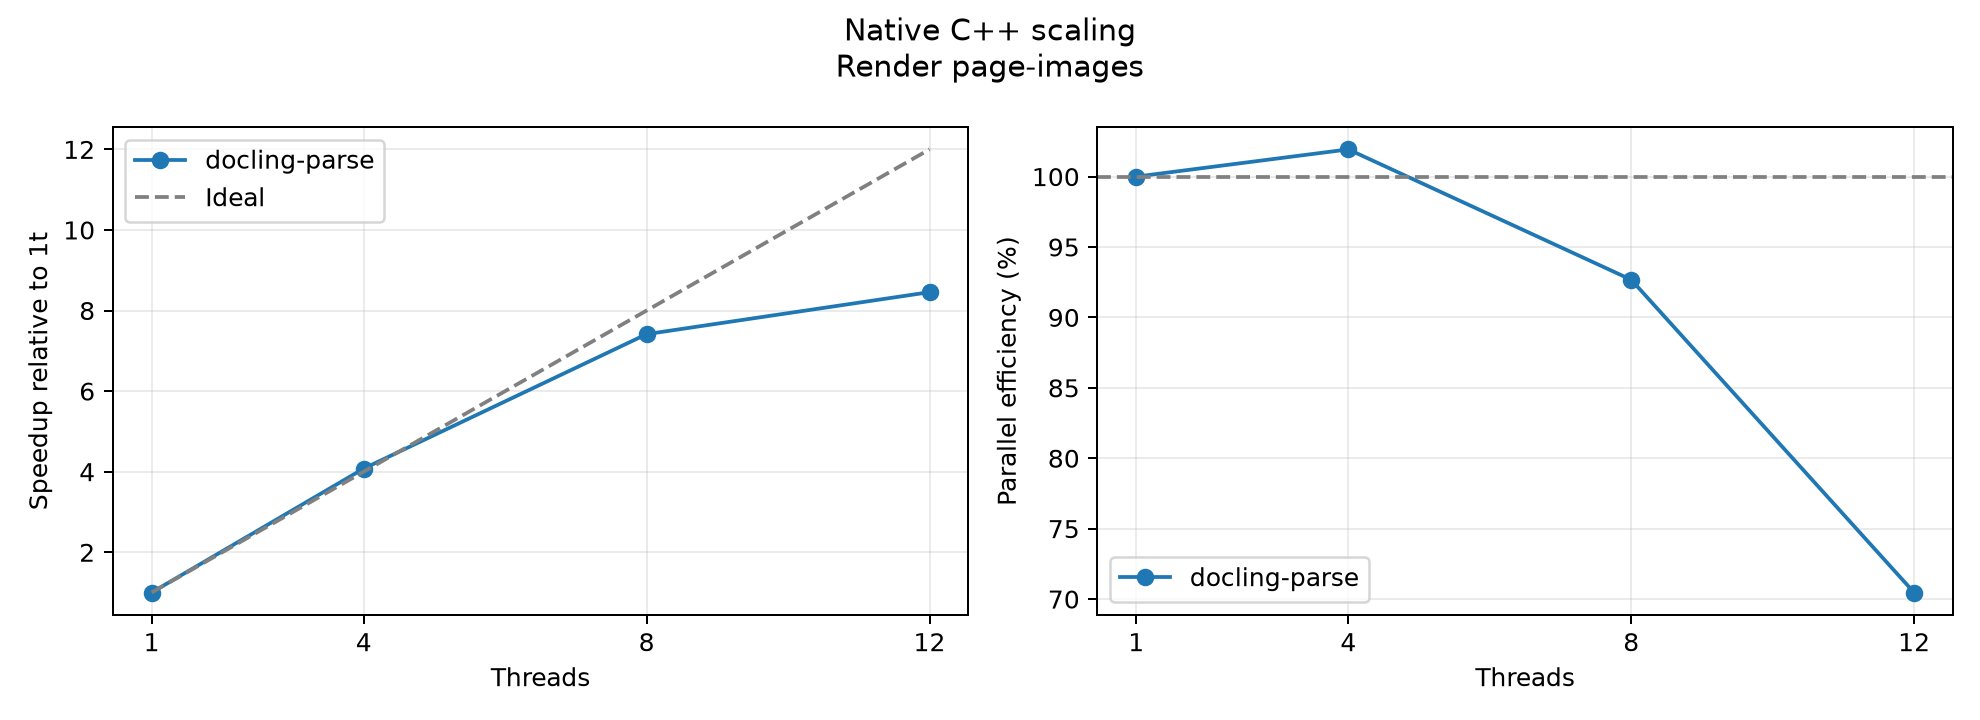 Native C++ scaling
Render page-images
Speedup relative to 1t
12
10
8
6
4
2
docling-parse
Ideal
1
4
8
12
Threads
Parallel efficiency (%)
100
95
90
85
80
75
70
docling-parse
1
4
8
12
Threads